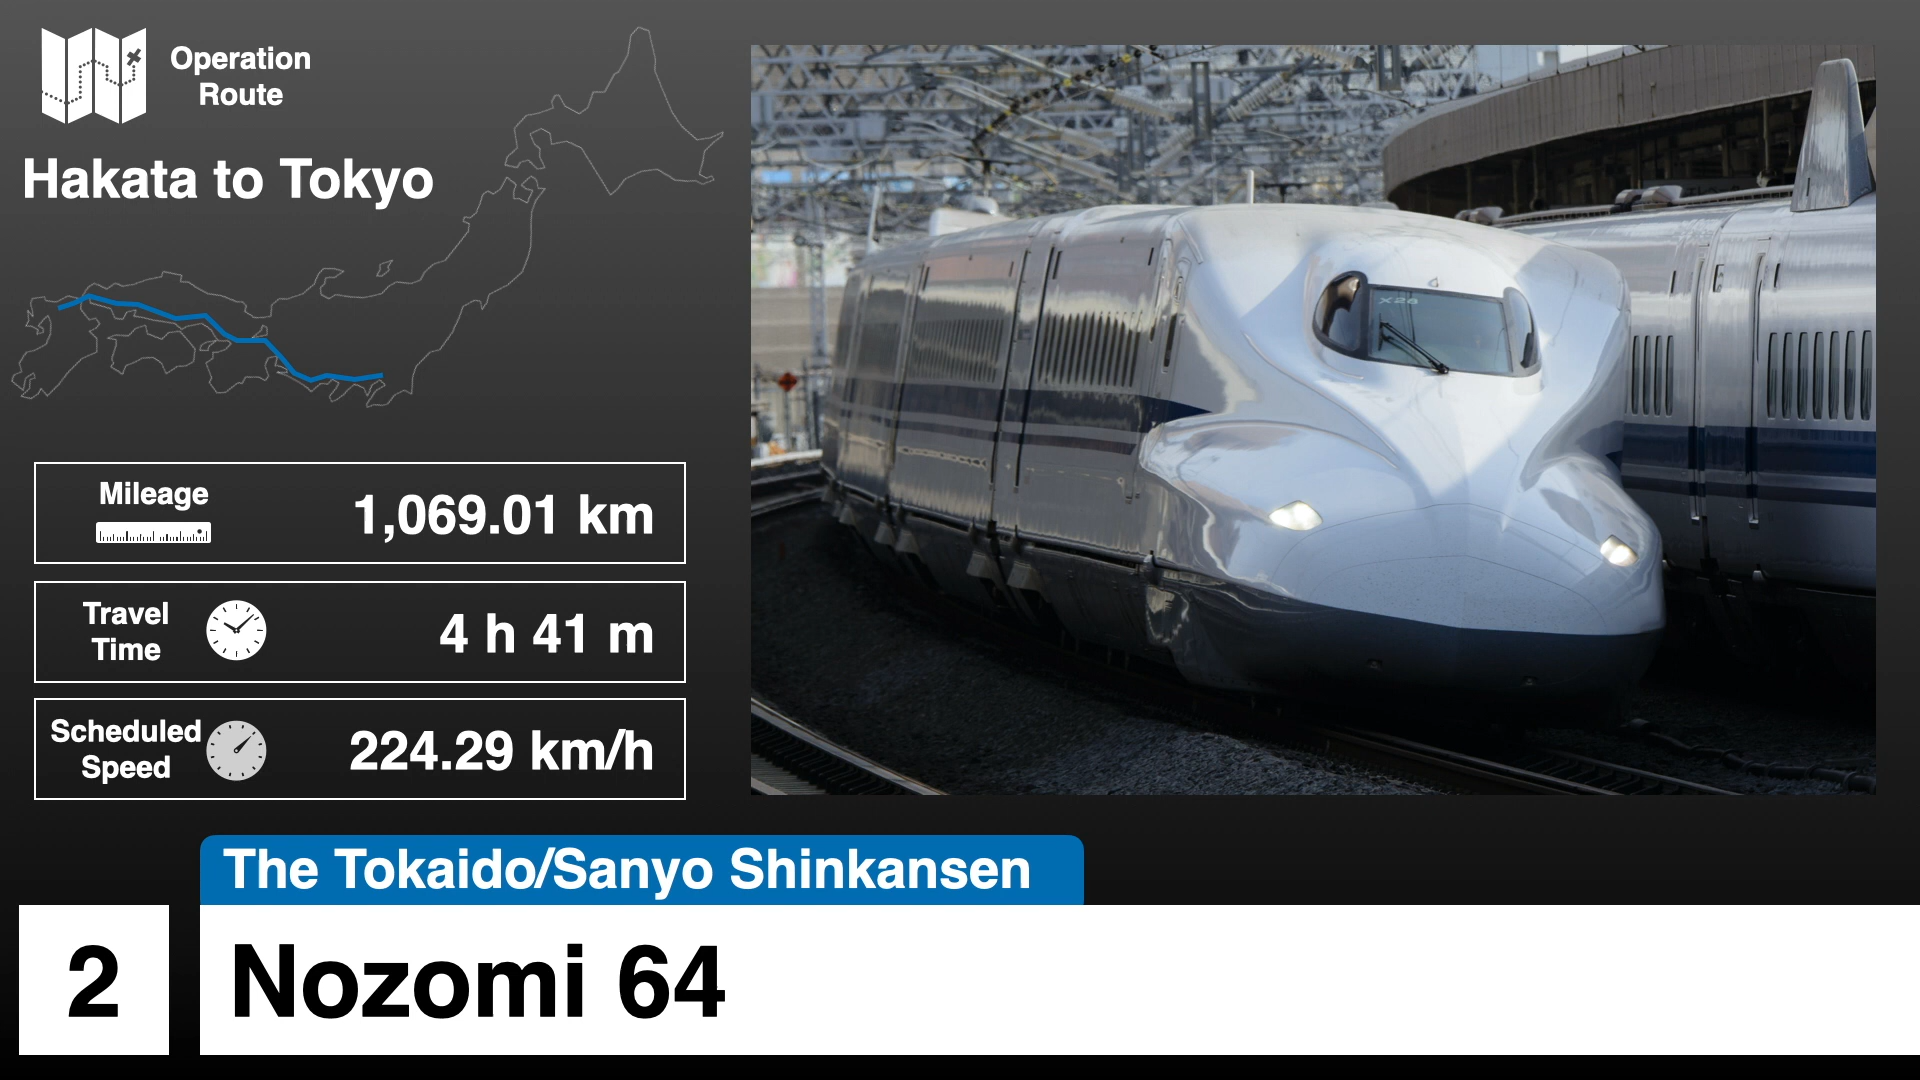 Operation
Route
Hakata to Tokyo
Mileage
1,069.01 km
Travel
Time
4 h 41 m
Scheduled
Speed
224.29 km/h
X26
The Tokaido/Sanyo Shinkansen
2
Nozomi 64